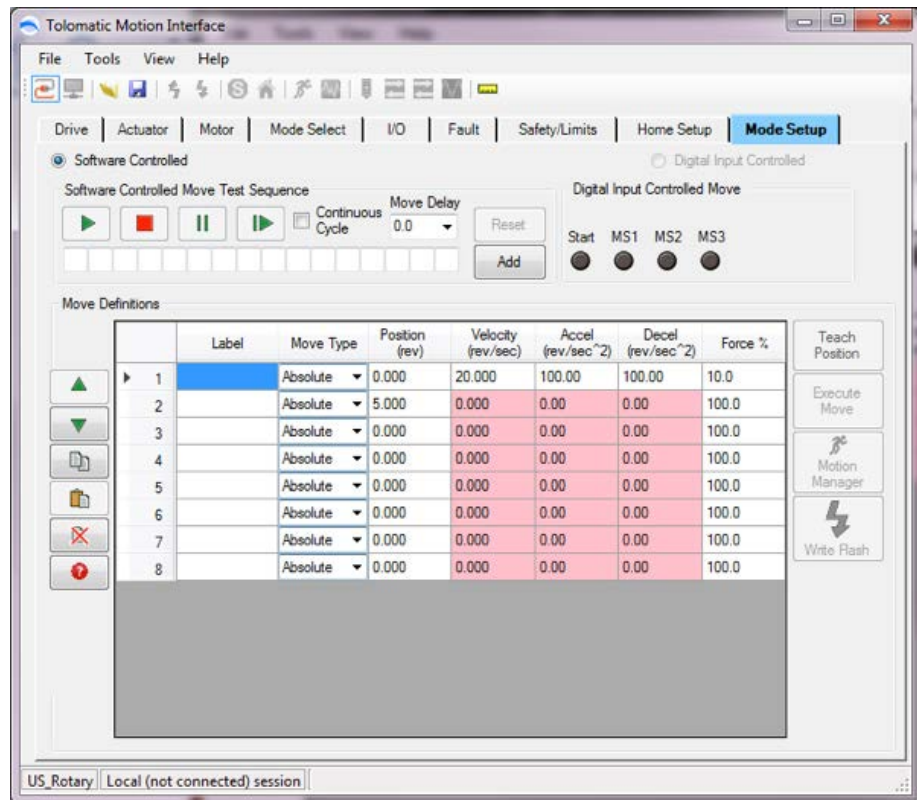 Tolomatic Motion Interface
File Tools View Help
Drive Actuator Motor Mode Select I/O Fault Safety/Limits Home Setup Mode Setup
Software Controlled Digital Input Controlled
Software Controlled Move Test Sequence
Continuous Cycle
Move Delay
0.0
Reset
Add
Digital Input Controlled Move
Start MS1 MS2 MS3
Move Definitions
Label Move Type Position (rev) Velocity (rev/sec) Accel (rev/sec^2) Decel (rev/sec^2) Force %
1 Absolute 0.000 20.000 100.00 100.00 10.0
2 Absolute 5.000 0.000 0.00 0.00 100.0
3 Absolute 0.000 0.000 0.00 0.00 100.0
4 Absolute 0.000 0.000 0.00 0.00 100.0
5 Absolute 0.000 0.000 0.00 0.00 100.0
6 Absolute 0.000 0.000 0.00 0.00 100.0
7 Absolute 0.000 0.000 0.00 0.00 100.0
8 Absolute 0.000 0.000 0.00 0.00 100.0
Teach
Position
Execute
Move
Motion
Manager
Write Flash
US_Rotary Local (not connected) session